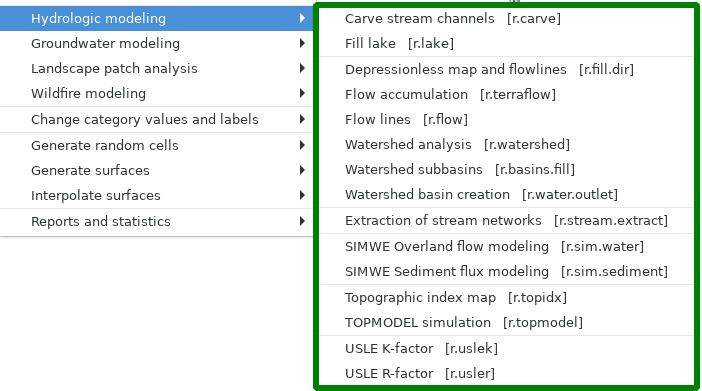 Hydrologic modeling
Groundwater modeling
Landscape patch analysis
Wildfire modeling
Change category values and labels
Generate random cells
Generate surfaces
Interpolate surfaces
Reports and statistics
Carve stream channels [r.carve]
Fill lake [r.lake]
Depressionless map and flowlines [r.fill.dir]
Flow accumulation [r.terraflow]
Flow lines [r.flow]
Watershed analysis [r.watershed]
Watershed subbasins [r.basins.fill]
Watershed basin creation [r.water.outlet]
Extraction of stream networks [r.stream.extract]
SIMWE Overland flow modeling [r.sim.water]
SIMWE Sediment flux modeling [r.sim.sediment]
Topographic index map [r.topidx]
TOPMODEL simulation [r.topmodel]
USLE K-factor [r.uslek]
USLE R-factor [r.usler]